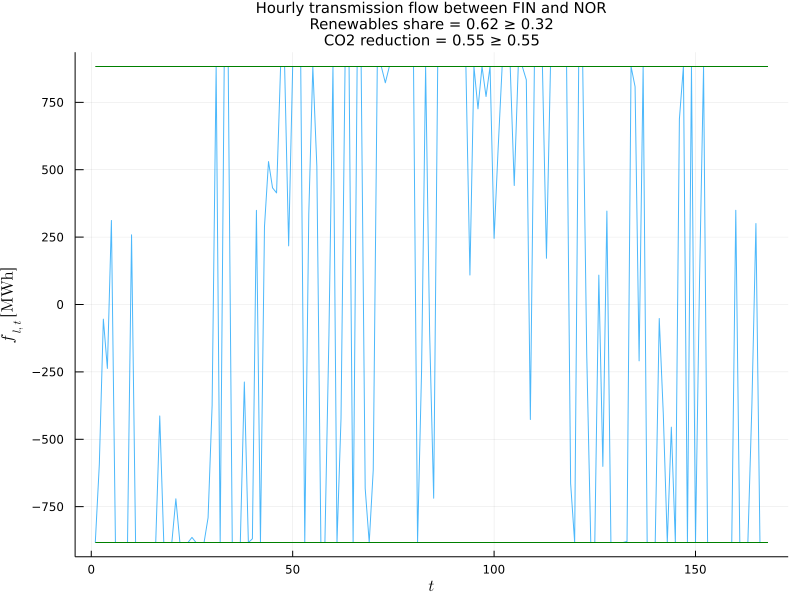 Hourly transmission flow between FIN and NOR
Renewables share = 0.62 ≥ 0.32
CO2 reduction = 0.55 ≥ 0.55
750
500
250
0
−250
−500
−750
f l,t [MWh]
0
50
100
150
t